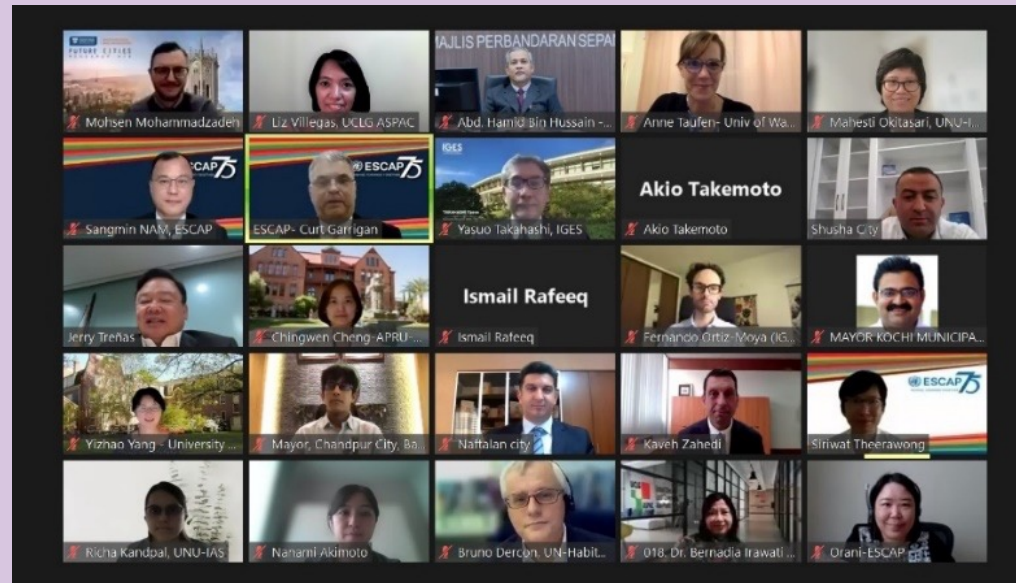 FUTURE CITIES
Mohsen Mohammadzadeh
Liz Villegas, UCLG ASPAC
MAJLIS PERBANDARAN SEPAN
Abd. Hamid Bin Hussain -...
Anne Taufen- Univ of Wa...
Mahesti Okitasari, UNU-I...
ESCAP 75
Sangmin NAM, ESCAP
ESCAP 75
ESCAP- Curt Garrigan
IGES
Yasuo Takahashi, IGES
Akio Takemoto
Akio Takemoto
Shusha City
Jerry Treñas
Chingwen Cheng-APRU-...
Ismail Rafeeq
Ismail Rafeeq
Fernando Ortiz-Moya (IG...
MAYOR KOCHI MUNICIPA...
Yizhao Yang - University ...
Mayor, Chandpur City, Ba...
Naftalan city
Kaveh Zahedi
ESCAP 75
Siriwat Theerawong
Richa Kandpal, UNU-IAS
Nanami Akimoto
Bruno Dercon, UN-Habit...
018. Dr. Bernadia Irawati ...
Orani-ESCAP